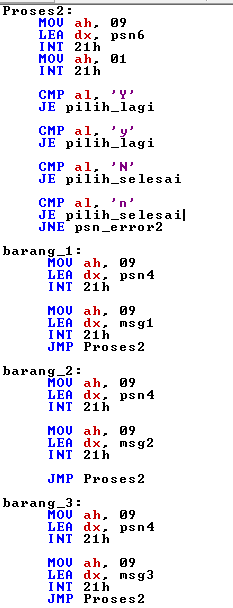 Proses2:
MOV ah, 09
LEA dx, psn6
INT 21h
MOV ah, 01
INT 21h
CMP al, 'Y'
JE pilih_lagi
CMP al, 'y'
JE pilih_lagi
CMP al, 'N'
JE pilih_selesai
CMP al, 'n'
JE pilih_selesai
JNE psn_error2
barang_1:
MOV ah, 09
LEA dx, psn4
INT 21h
MOV ah, 09
LEA dx, msg1
INT 21h
JMP Proses2
barang_2:
MOV ah, 09
LEA dx, psn4
INT 21h
MOV ah, 09
LEA dx, msg2
INT 21h
JMP Proses2
barang_3:
MOV ah, 09
LEA dx, psn4
INT 21h
MOV ah, 09
LEA dx, msg3
INT 21h
JMP Proses2